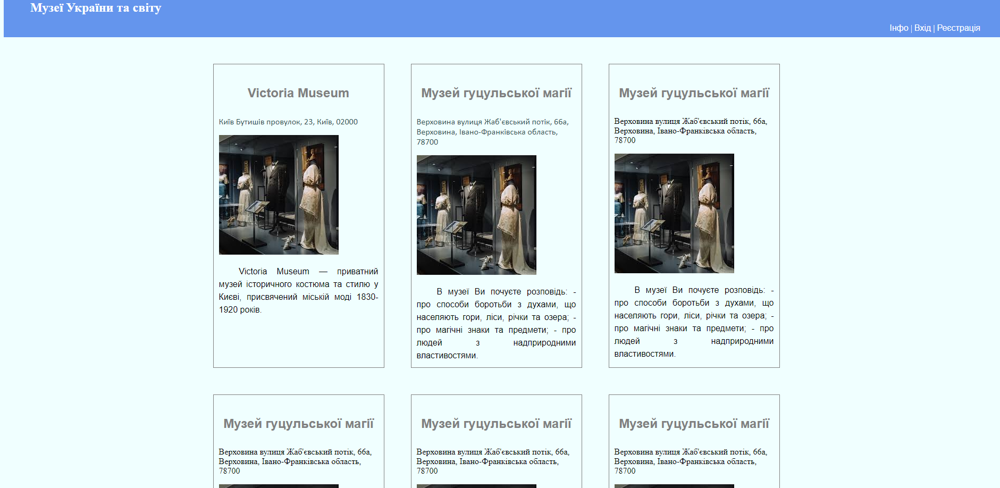 Музеї України та світу
Інфо | Вхід | Реєстрація
Victoria Museum
Київ Бутишів провулок, 23, Київ, 02000
Victoria Museum — приватний
музей історичного костюма та стилю у
Києві, присвячений міській моді 1830-
1920 років.
Музей гуцульської магії
Верховина вулиця Жаб'євський потік, 66а,
Верховина, Івано-Франківська область,
78700
В музеї Ви почуєте розповідь: -
про способи боротьби з духами, що
населяють гори, ліси, річки та озера; -
про магічні знаки та предмети; - про
людей з надприродними
властивостями.
Музей гуцульської магії
Верховина вулиця Жаб'євський потік, 66а,
Верховина, Івано-Франківська область,
78700
В музеї Ви почуєте розповідь: -
про способи боротьби з духами, що
населяють гори, ліси, річки та озера; -
про магічні знаки та предмети; - про
людей з надприродними
властивостями.
Музей гуцульської магії
Верховина вулиця Жаб'євський потік, 66а,
Верховина, Івано-Франківська область,
78700
Музей гуцульської магії
Верховина вулиця Жаб'євський потік, 66а,
Верховина, Івано-Франківська область,
78700
Музей гуцульської магії
Верховина вулиця Жаб'євський потік, 66а,
Верховина, Івано-Франківська область,
78700